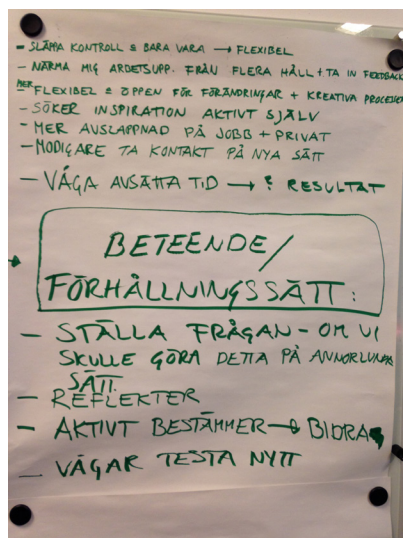 - SLÄPPA KONTROLL & BARA VARA → FLEXIBEL
- NÄRMA MIG ARBETSUPP. FRÅN FLERA HÅLL + TA IN FEEDBACK
MER FLEXIBEL & ÖPPEN FÖR FÖRÄNDRINGAR + KREATIVA PROCESSER
- SÖKER INSPIRATION AKTIVT SJÄLV
- MER AVSLAPPNAD PÅ JOBB + PRIVAT
- MODIGARE TA KONTAKT PÅ NYA SÄTT
- VÅGA AVSÄTTA TID → ? RESULTAT
BETEENDE/
FÖRHÅLLNINGSSÄTT:
- STÄLLA FRÅGAN - OM VI
SKULLE GÖRA DETTA PÅ ANNORLUNDA
SÄTT.
- REFLEKTER
- AKTIVT BESTÄMMER → BIDRA
- VÅGAR TESTA NYTT